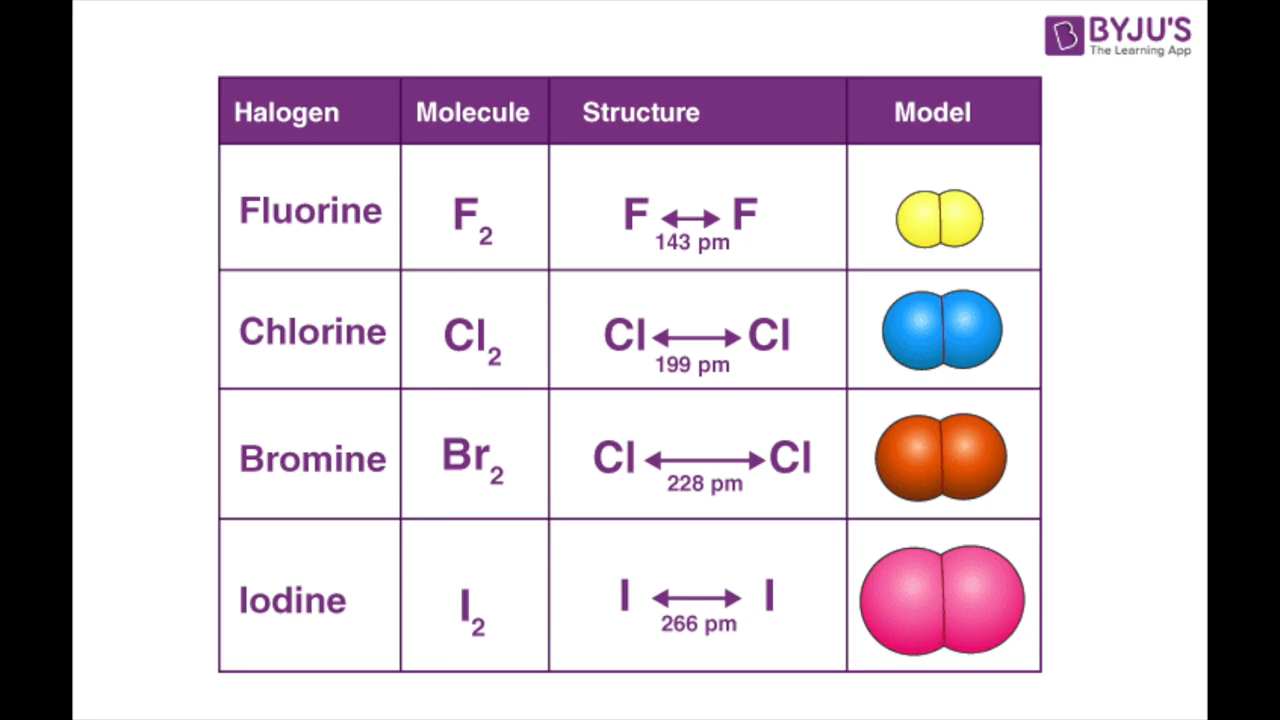 BYJU'S
The Learning App
Halogen Molecule Structure Model
Fluorine F₂ F F
143 pm
Chlorine Cl₂ Cl Cl
199 pm
Bromine Br₂ Cl Cl
228 pm
Iodine I₂ I I
266 pm